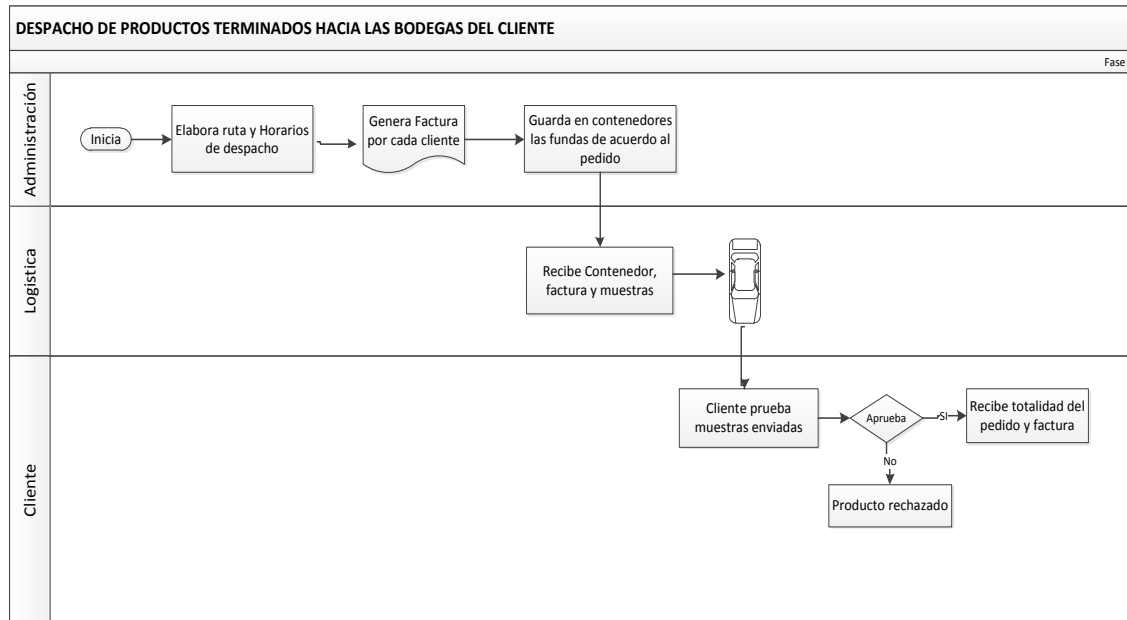 DESPACHO DE PRODUCTOS TERMINADOS HACIA LAS BODEGAS DEL CLIENTE
Fase
Administración
Inicia
Elabora ruta y Horarios
de despacho
Genera Factura
por cada cliente
Guarda en contenedores
las fundas de acuerdo al
pedido
Logistica
Recibe Contenedor,
factura y muestras
Cliente
Cliente prueba
muestras enviadas
Aprueba
SI
Recibe totalidad del
pedido y factura
No
Producto rechazado